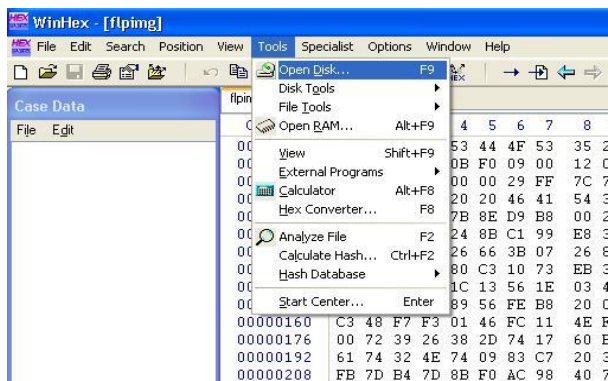 WinHex - [flpimg]
File Edit Search Position View Tools Specialist Options Window Help
Case Data
File Edit
flpim
Open Disk... F9
Disk Tools
File Tools
Open RAM... Alt+F9
View Shift+F9
External Programs
Calculator Alt+F8
Hex Converter... F8
Analyze File F2
Calculate Hash... Ctrl+F2
Hash Database
Start Center... Enter
4 5 6 7 8
53 44 4F 53 35
0B F0 09 00 12
00 00 29 FF 7C
20 20 46 41 54
7B 8E D9 B8 00
24 8B C1 99 E8
26 66 3B 07 26
80 C3 10 73 EB
1C 13 56 1E 03
89 56 FE B8 20
00000160 C3 48 F7 F3 01 46 FC 11 4E
00000176 00 72 39 26 38 2D 74 17 60
00000192 61 74 32 4E 74 09 83 C7 20
00000208 FB 7D B4 7D 8B F0 AC 98 40